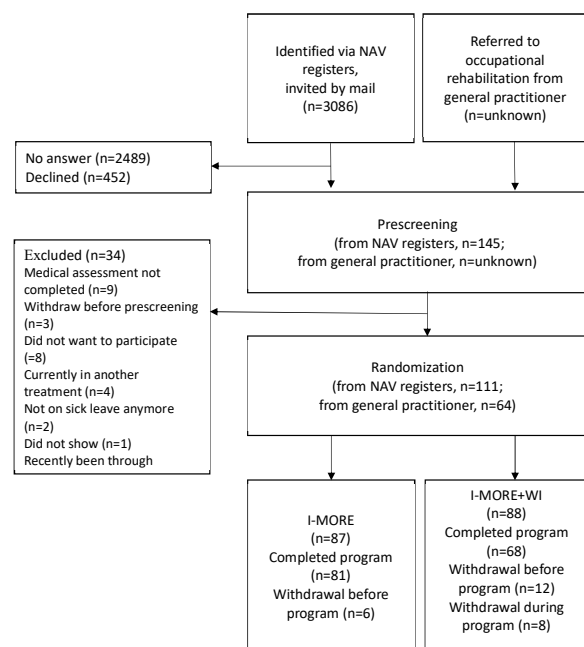 Identified via NAV
registers,
invited by mail
(n=3086)
Referred to
occupational
rehabilitation from
general practitioner
(n=unknown)
No answer (n=2489)
Declined (n=452)
Prescreening
(from NAV registers, n=145;
from general practitioner, n=unknown)
Excluded (n=34)
Medical assessment not
completed (n=9)
Withdraw before prescreening
(n=3)
Did not want to participate
(=8)
Currently in another
treatment (n=4)
Not on sick leave anymore
(n=2)
Did not show (n=1)
Recently been through
Randomization
(from NAV registers, n=111;
from general practitioner, n=64)
I-MORE
(n=87)
Completed program
(n=81)
Withdrawal before
program (n=6)
I-MORE+WI
(n=88)
Completed program
(n=68)
Withdrawal before
program (n=12)
Withdrawal during
program (n=8)